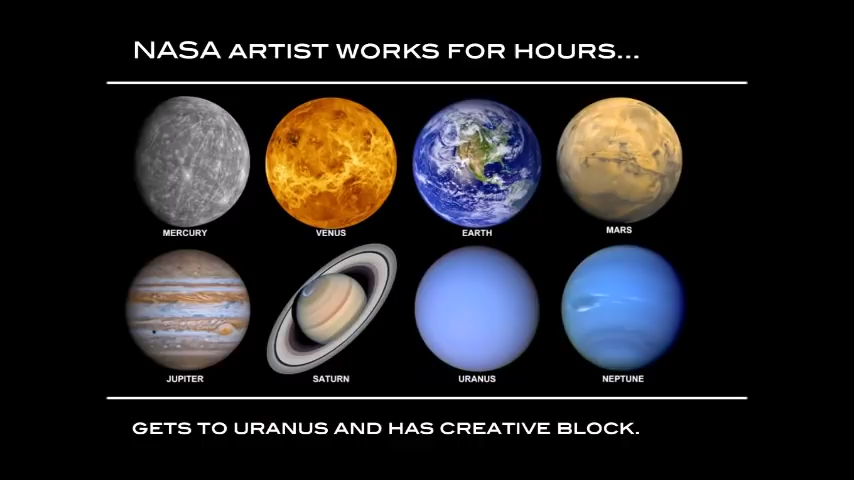 NASA ARTIST WORKS FOR HOURS...
MERCURY VENUS EARTH MARS
JUPITER SATURN URANUS NEPTUNE
GETS TO URANUS AND HAS CREATIVE BLOCK.